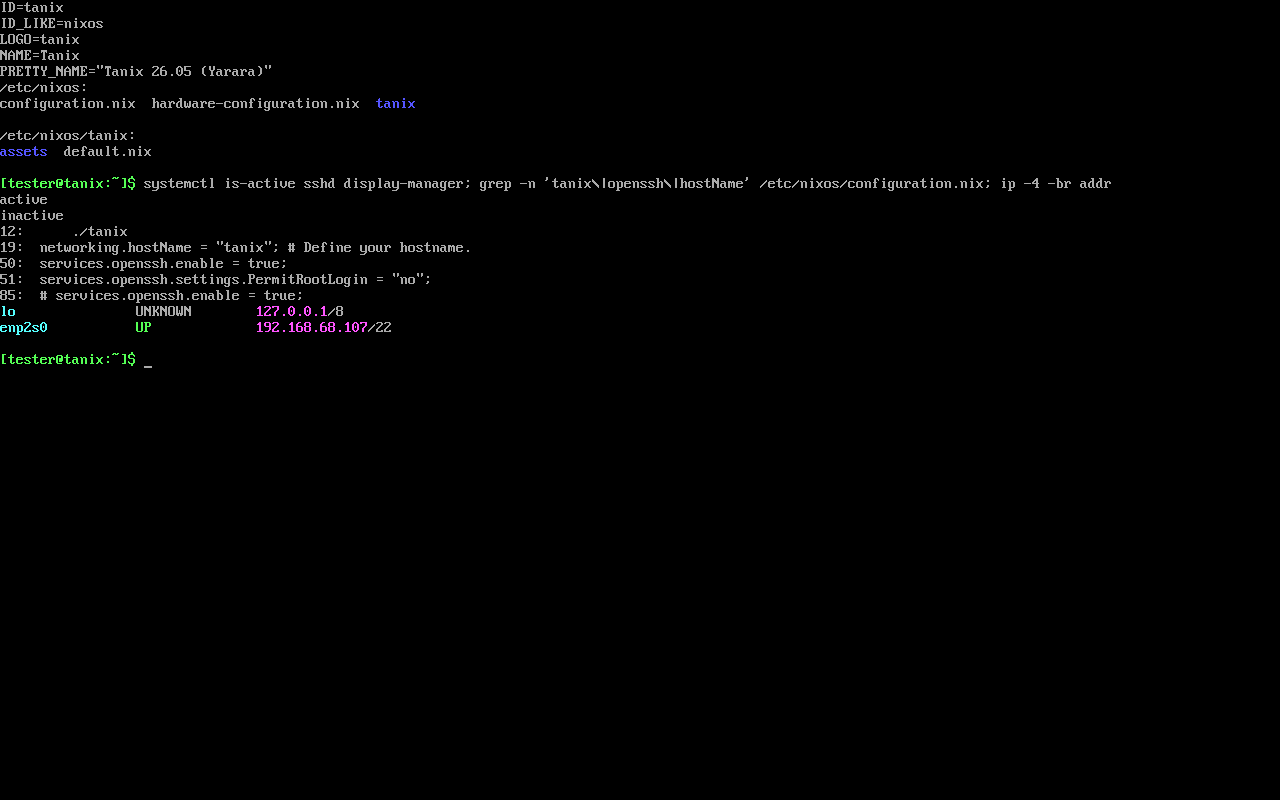 ID=tanix
ID_LIKE=nixos
LOGO=tanix
NAME=Tanix
PRETTY_NAME="Tanix 26.05 (Yarara)"
/etc/nixos:
configuration.nix  hardware-configuration.nix  tanix

/etc/nixos/tanix:
assets  default.nix

[tester@tanix:~]$ systemctl is-active sshd display-manager; grep -n 'tanix\|openssh\|hostName' /etc/nixos/configuration.nix; ip -4 -br addr
active
inactive
12:      ./tanix
19:  networking.hostName = "tanix"; # Define your hostname.
50:  services.openssh.enable = true;
51:  services.openssh.settings.PermitRootLogin = "no";
85:  # services.openssh.enable = true;
lo               UNKNOWN        127.0.0.1/8
enp2s0           UP             192.168.68.107/22

[tester@tanix:~]$ _